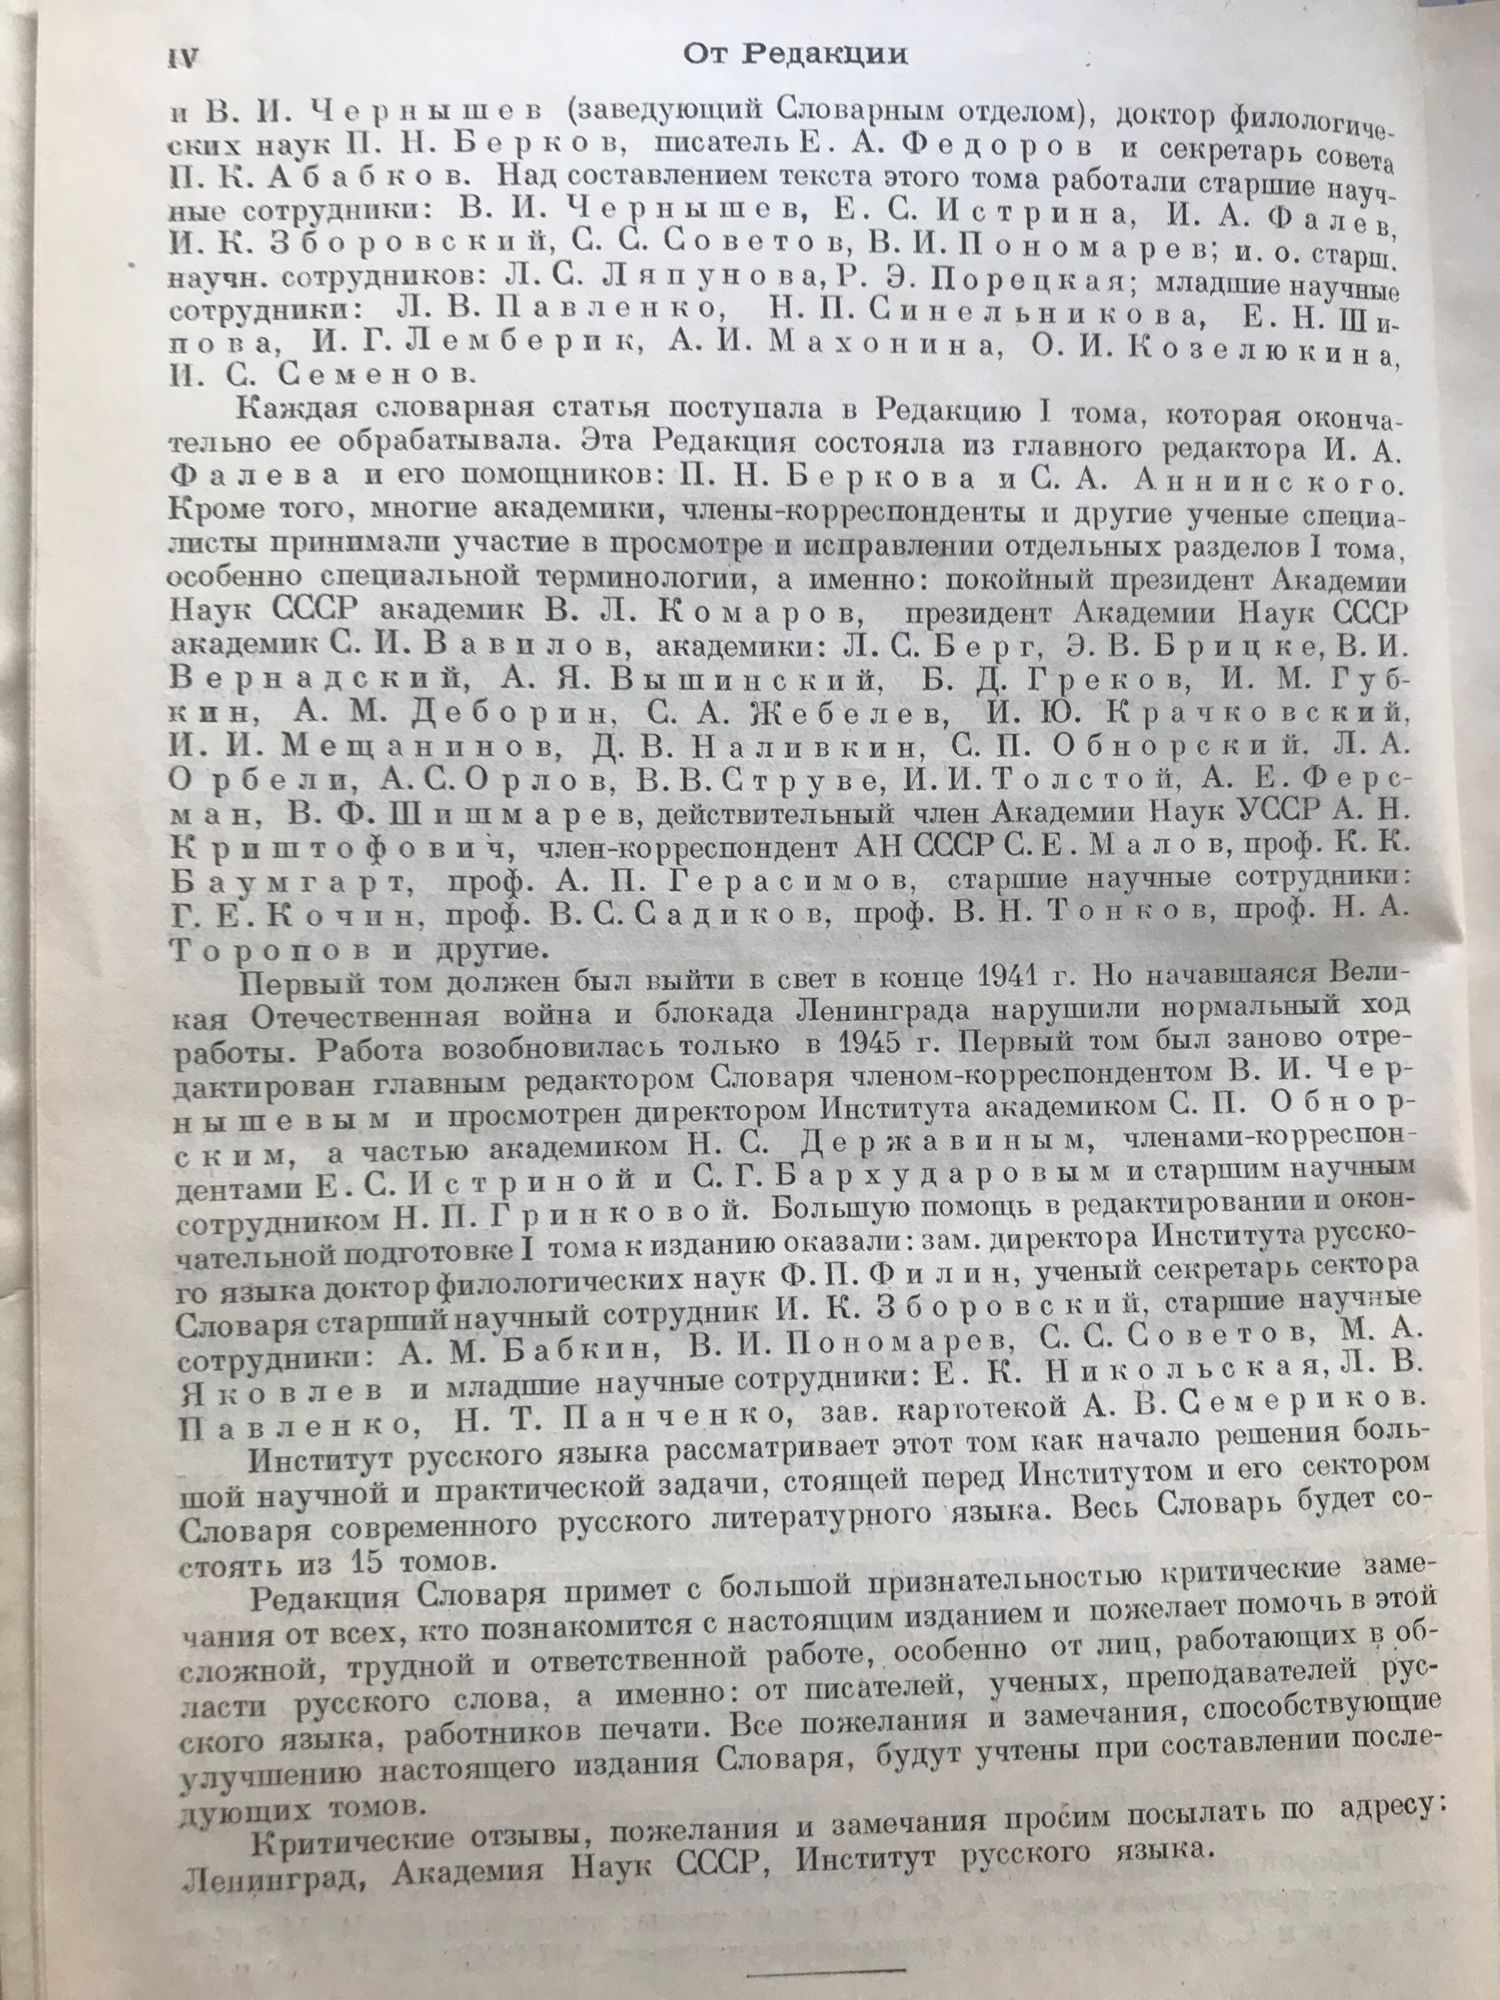 IV От Редакции
и В. И. Чернышев (заведующий Словарным отделом), доктор филологиче-
ских наук П. Н. Берков, писатель Е. А. Федоров и секретарь совета
П. К. Абабков. Над составлением текста этого тома работали старшие науч-
ные сотрудники: В. И. Чернышев, Е. С. Истрина, И. А. Фалев,
И. К. Зборовский, С. С. Советов, В. И. Пономарев; и. о. старш.
научн. сотрудников: Л. С. Ляпунова, Р. Э. Порецкая; младшие научные
сотрудники: Л. В. Павленко, Н. П. Синельникова, Е. Н. Ши-
пова, И. Г. Лемберик, А. И. Махонина, О. И. Козелюкина,
И. С. Семенов.
Каждая словарная статья поступала в Редакцию I тома, которая оконча-
тельно ее обрабатывала. Эта Редакция состояла из главного редактора И. А.
Фалева и его помощников: П. Н. Беркова и С. А. Аннинского.
Кроме того, многие академики, члены-корреспонденты и другие ученые специа-
листы принимали участие в просмотре и исправлении отдельных разделов I тома,
особенно специальной терминологии, а именно: покойный президент Академии
Наук СССР академик В. Л. Комаров, президент Академии Наук СССР
академик С. И. Вавилов, академики: Л. С. Берг, Э. В. Брицке, В. И.
Вернадский, А. Я. Вышинский, Б. Д. Греков, И. М. Губ-
кин, А. М. Деборин, С. А. Жебелев, И. Ю. Крачковский,
И. И. Мещанинов, Д. В. Наливкин, С. П. Обнорский, Л. А.
Орбели, А. С. Орлов, В. В. Струве, И. И. Толстой, А. Е. Ферс-
ман, В. Ф. Шишмарев, действительный член Академии Наук УССР А. Н.
Криштофович, член-корреспондент АН СССР С. Е. Малов, проф. К. К.
Баумгарт, проф. А. П. Герасимов, старшие научные сотрудники:
Г. Е. Кочин, проф. В. С. Садиков, проф. В. Н. Тонков, проф. Н. А.
Торопов и другие.
Первый том должен был выйти в свет в конце 1941 г. Но начавшаяся Вели-
кая Отечественная война и блокада Ленинграда нарушили нормальный ход
работы. Работа возобновилась только в 1945 г. Первый том был заново отре-
дактирован главным редактором Словаря членом-корреспондентом В. И. Чер-
нышевым и просмотрен директором Института академиком С. П. Обнор-
ским, а частью академиком Н. С. Державиным, членами-корреспон-
дентами Е. С. Истриной и С. Г. Бархударовым и старшим научным
сотрудником Н. П. Гринковой. Большую помощь в редактировании и окон-
чательной подготовке I тома к изданию оказали: зам. директора Института русско-
го языка доктор филологических наук Ф. П. Филин, ученый секретарь сектора
Словаря старший научный сотрудник И. К. Зборовский, старшие научные
сотрудники: А. М. Бабкин, В. И. Пономарев, С. С. Советов, М. А.
Яковлев и младшие научные сотрудники: Е. К. Никольская, Л. В.
Павленко, Н. Т. Панченко, зав. картотекой А. В. Семериков.
Институт русского языка рассматривает этот том как начало решения боль-
шой научной и практической задачи, стоящей перед Институтом и его сектором
Словаря современного русского литературного языка. Весь Словарь будет со-
стоять из 15 томов.
Редакция Словаря примет с большой признательностью критические заме-
чания от всех, кто познакомится с настоящим изданием и пожелает помочь в этой
сложной, трудной и ответственной работе, особенно от лиц, работающих в об-
ласти русского слова, а именно: от писателей, ученых, преподавателей рус-
ского языка, работников печати. Все пожелания и замечания, способствующие
улучшению настоящего издания Словаря, будут учтены при составлении после-
дующих томов.
Критические отзывы, пожелания и замечания просим посылать по адресу:
Ленинград, Академия Наук СССР, Институт русского языка.